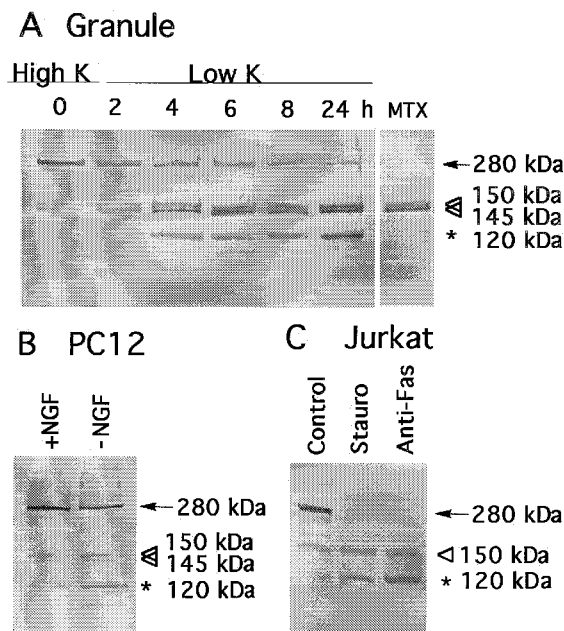 A Granule
High K Low K
0 2 4 6 8 24 h MTX
280 kDa
150 kDa
145 kDa
* 120 kDa
B PC12
+NGF -NGF
280 kDa
150 kDa
145 kDa
* 120 kDa
C Jurkat
Control Stauro Anti-Fas
280 kDa
150 kDa
* 120 kDa